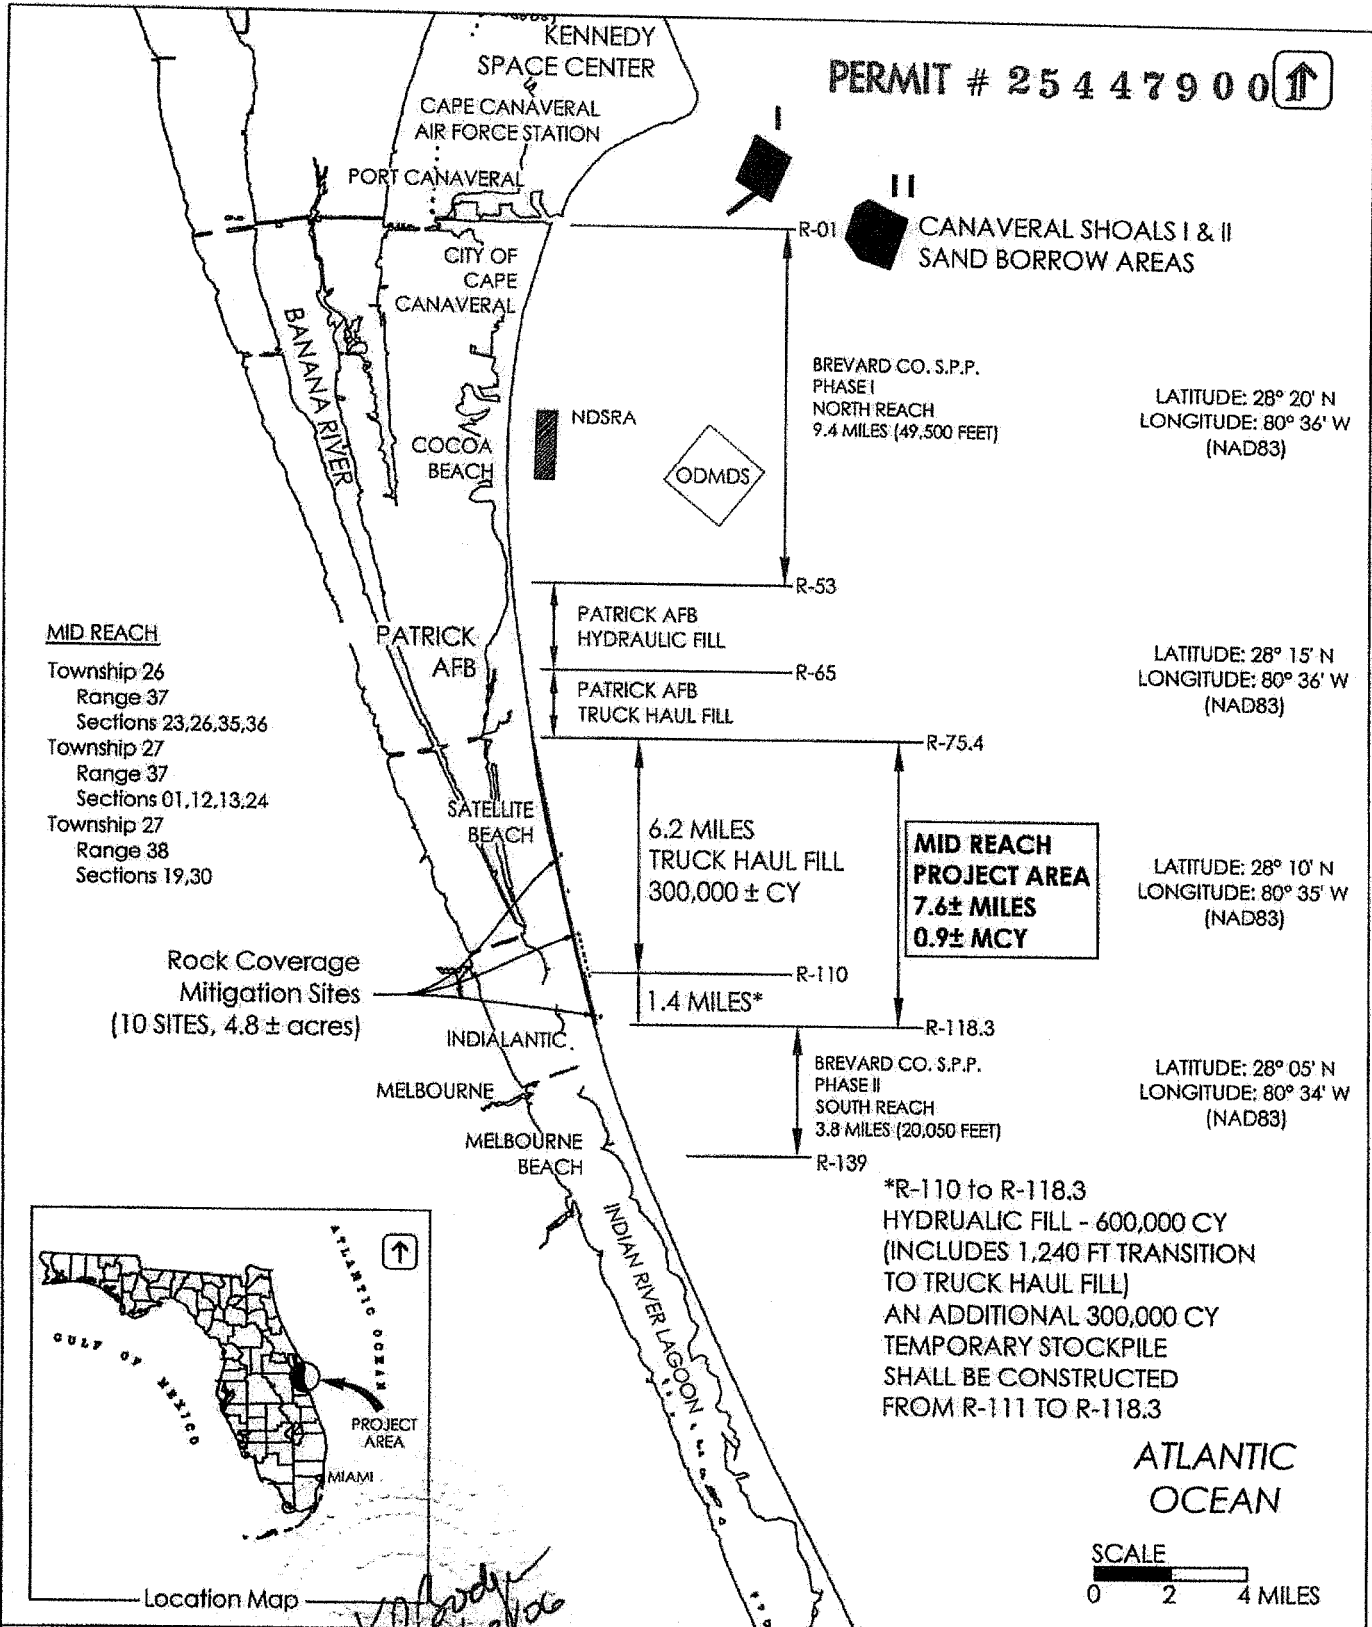 PERMIT # 254479001
KENNEDY
SPACE CENTER
CAPE CANAVERAL
AIR FORCE STATION
PORT CANAVERAL
I
II
CANAVERAL SHOALS I & II
SAND BORROW AREAS
R-01
CITY OF
CAPE
CANAVERAL
BANANA RIVER
BREVARD CO. S.P.P.
PHASE I
NORTH REACH
9.4 MILES (49,500 FEET)
LATITUDE: 28° 20' N
LONGITUDE: 80° 36' W
(NAD83)
NDSRA
COCOA
BEACH
ODMDS
R-53
PATRICK AFB
HYDRAULIC FILL
MID REACH
Township 26
Range 37
Sections 23,26,35,36
Township 27
Range 37
Sections 01,12,13,24
Township 27
Range 38
Sections 19,30
PATRICK
AFB
R-65
PATRICK AFB
TRUCK HAUL FILL
LATITUDE: 28° 15' N
LONGITUDE: 80° 36' W
(NAD83)
R-75.4
SATELLITE
BEACH
6.2 MILES
TRUCK HAUL FILL
300,000 ± CY
MID REACH
PROJECT AREA
7.6± MILES
0.9± MCY
LATITUDE: 28° 10' N
LONGITUDE: 80° 35' W
(NAD83)
Rock Coverage
Mitigation Sites
(10 SITES, 4.8 ± acres)
R-110
1.4 MILES*
R-118.3
INDIALANTIC
MELBOURNE
MELBOURNE
BEACH
BREVARD CO. S.P.P.
PHASE II
SOUTH REACH
3.8 MILES (20,050 FEET)
LATITUDE: 28° 05' N
LONGITUDE: 80° 34' W
(NAD83)
R-139
INDIAN RIVER LAGOON
*R-110 to R-118.3
HYDRUALIC FILL - 600,000 CY
(INCLUDES 1,240 FT TRANSITION
TO TRUCK HAUL FILL)
AN ADDITIONAL 300,000 CY
TEMPORARY STOCKPILE
SHALL BE CONSTRUCTED
FROM R-111 TO R-118.3
ATLANTIC OCEAN
GULF OF MEXICO
PROJECT
AREA
MIAMI
Location Map
ATLANTIC
OCEAN
SCALE
0 2 4 MILES